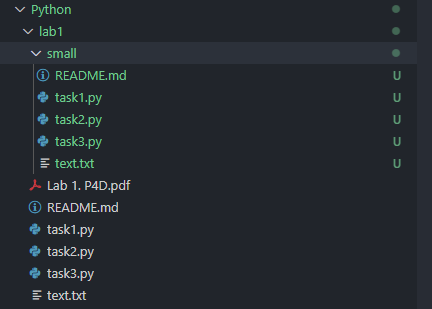 Python
lab1
small
README.md U
task1.py U
task2.py U
task3.py U
text.txt U
Lab 1. P4D.pdf
README.md
task1.py
task2.py
task3.py
text.txt